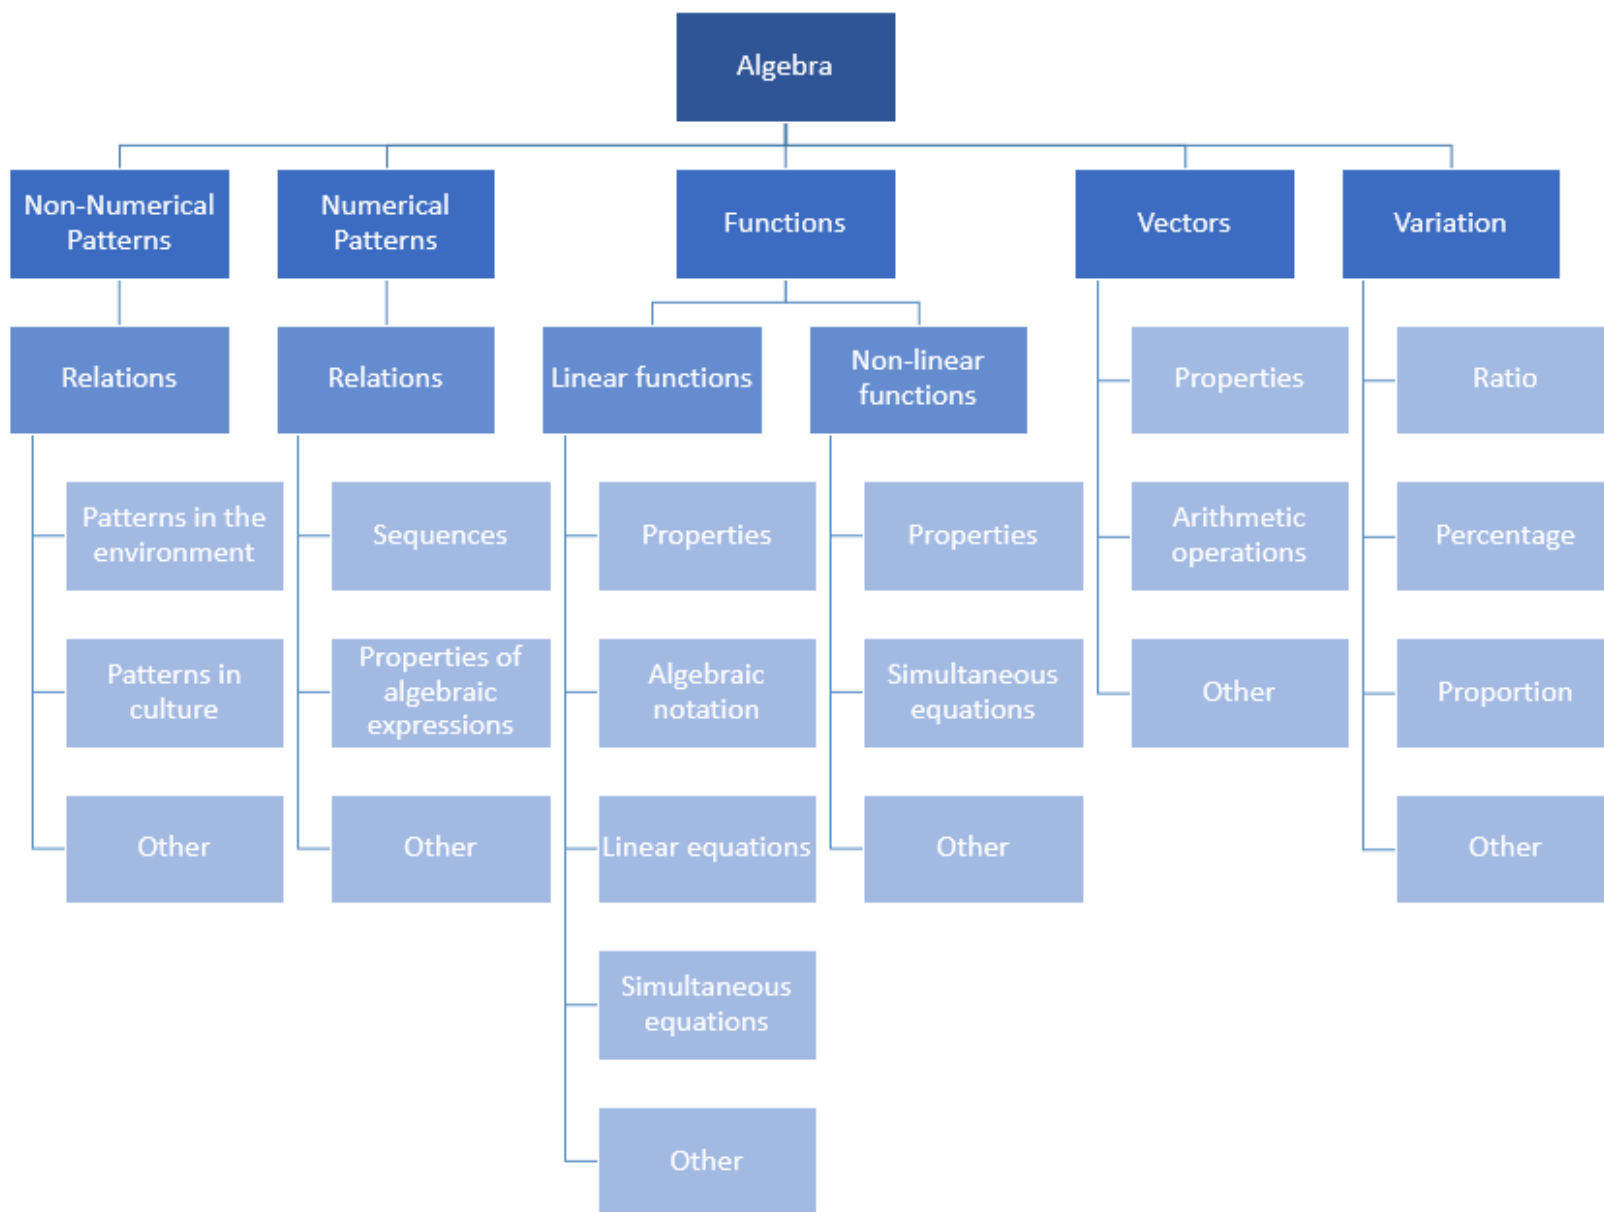 Algebra
Non-Numerical
Patterns
Numerical
Patterns
Functions
Vectors
Variation
Relations
Relations
Linear functions
Non-linear
functions
Properties
Ratio
Patterns in the
environment
Sequences
Properties
Properties
Arithmetic
operations
Percentage
Patterns in
culture
Properties of
algebraic
expressions
Algebraic
notation
Simultaneous
equations
Other
Proportion
Other
Other
Linear equations
Other
Other
Simultaneous
equations
Other